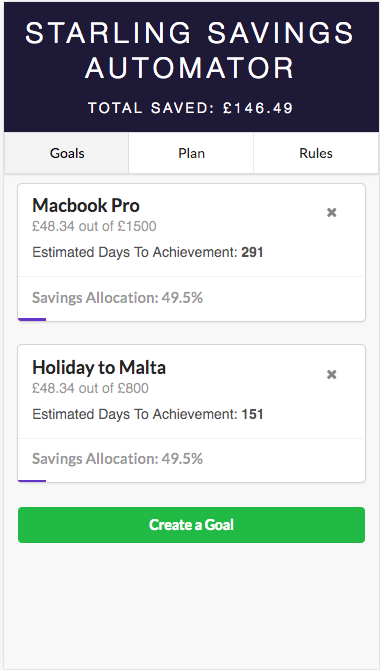 STARLING SAVINGS
AUTOMATOR
TOTAL SAVED: £146.49
Goals
Plan
Rules
Macbook Pro
£48.34 out of £1500
Estimated Days To Achievement: 291
Savings Allocation: 49.5%
Holiday to Malta
£48.34 out of £800
Estimated Days To Achievement: 151
Savings Allocation: 49.5%
Create a Goal